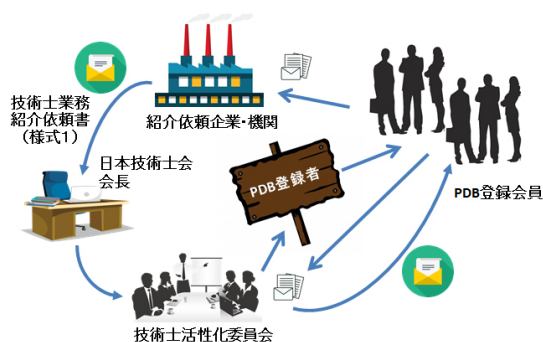 技術士業務
紹介依頼書
（様式１）
紹介依頼企業・機関
日本技術士会
会長
PDB登録者
PDB登録会員
技術士活性化委員会